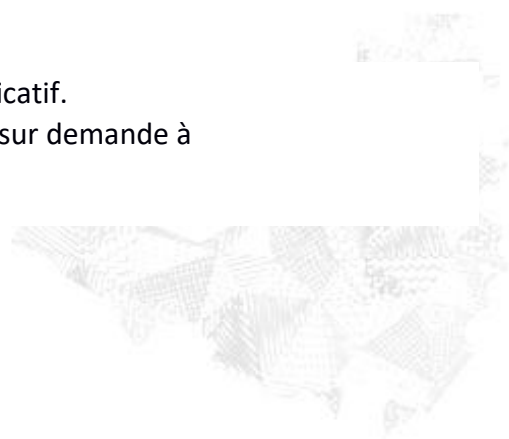 icatif.
sur demande à